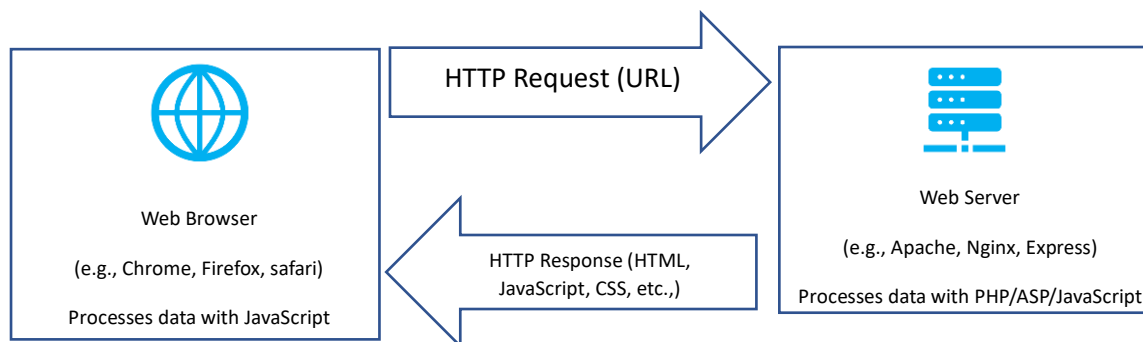 HTTP Request (URL)
Web Browser
(e.g., Chrome, Firefox, safari)
Processes data with JavaScript
HTTP Response (HTML,
JavaScript, CSS, etc.,)
Web Server
(e.g., Apache, Nginx, Express)
Processes data with PHP/ASP/JavaScript